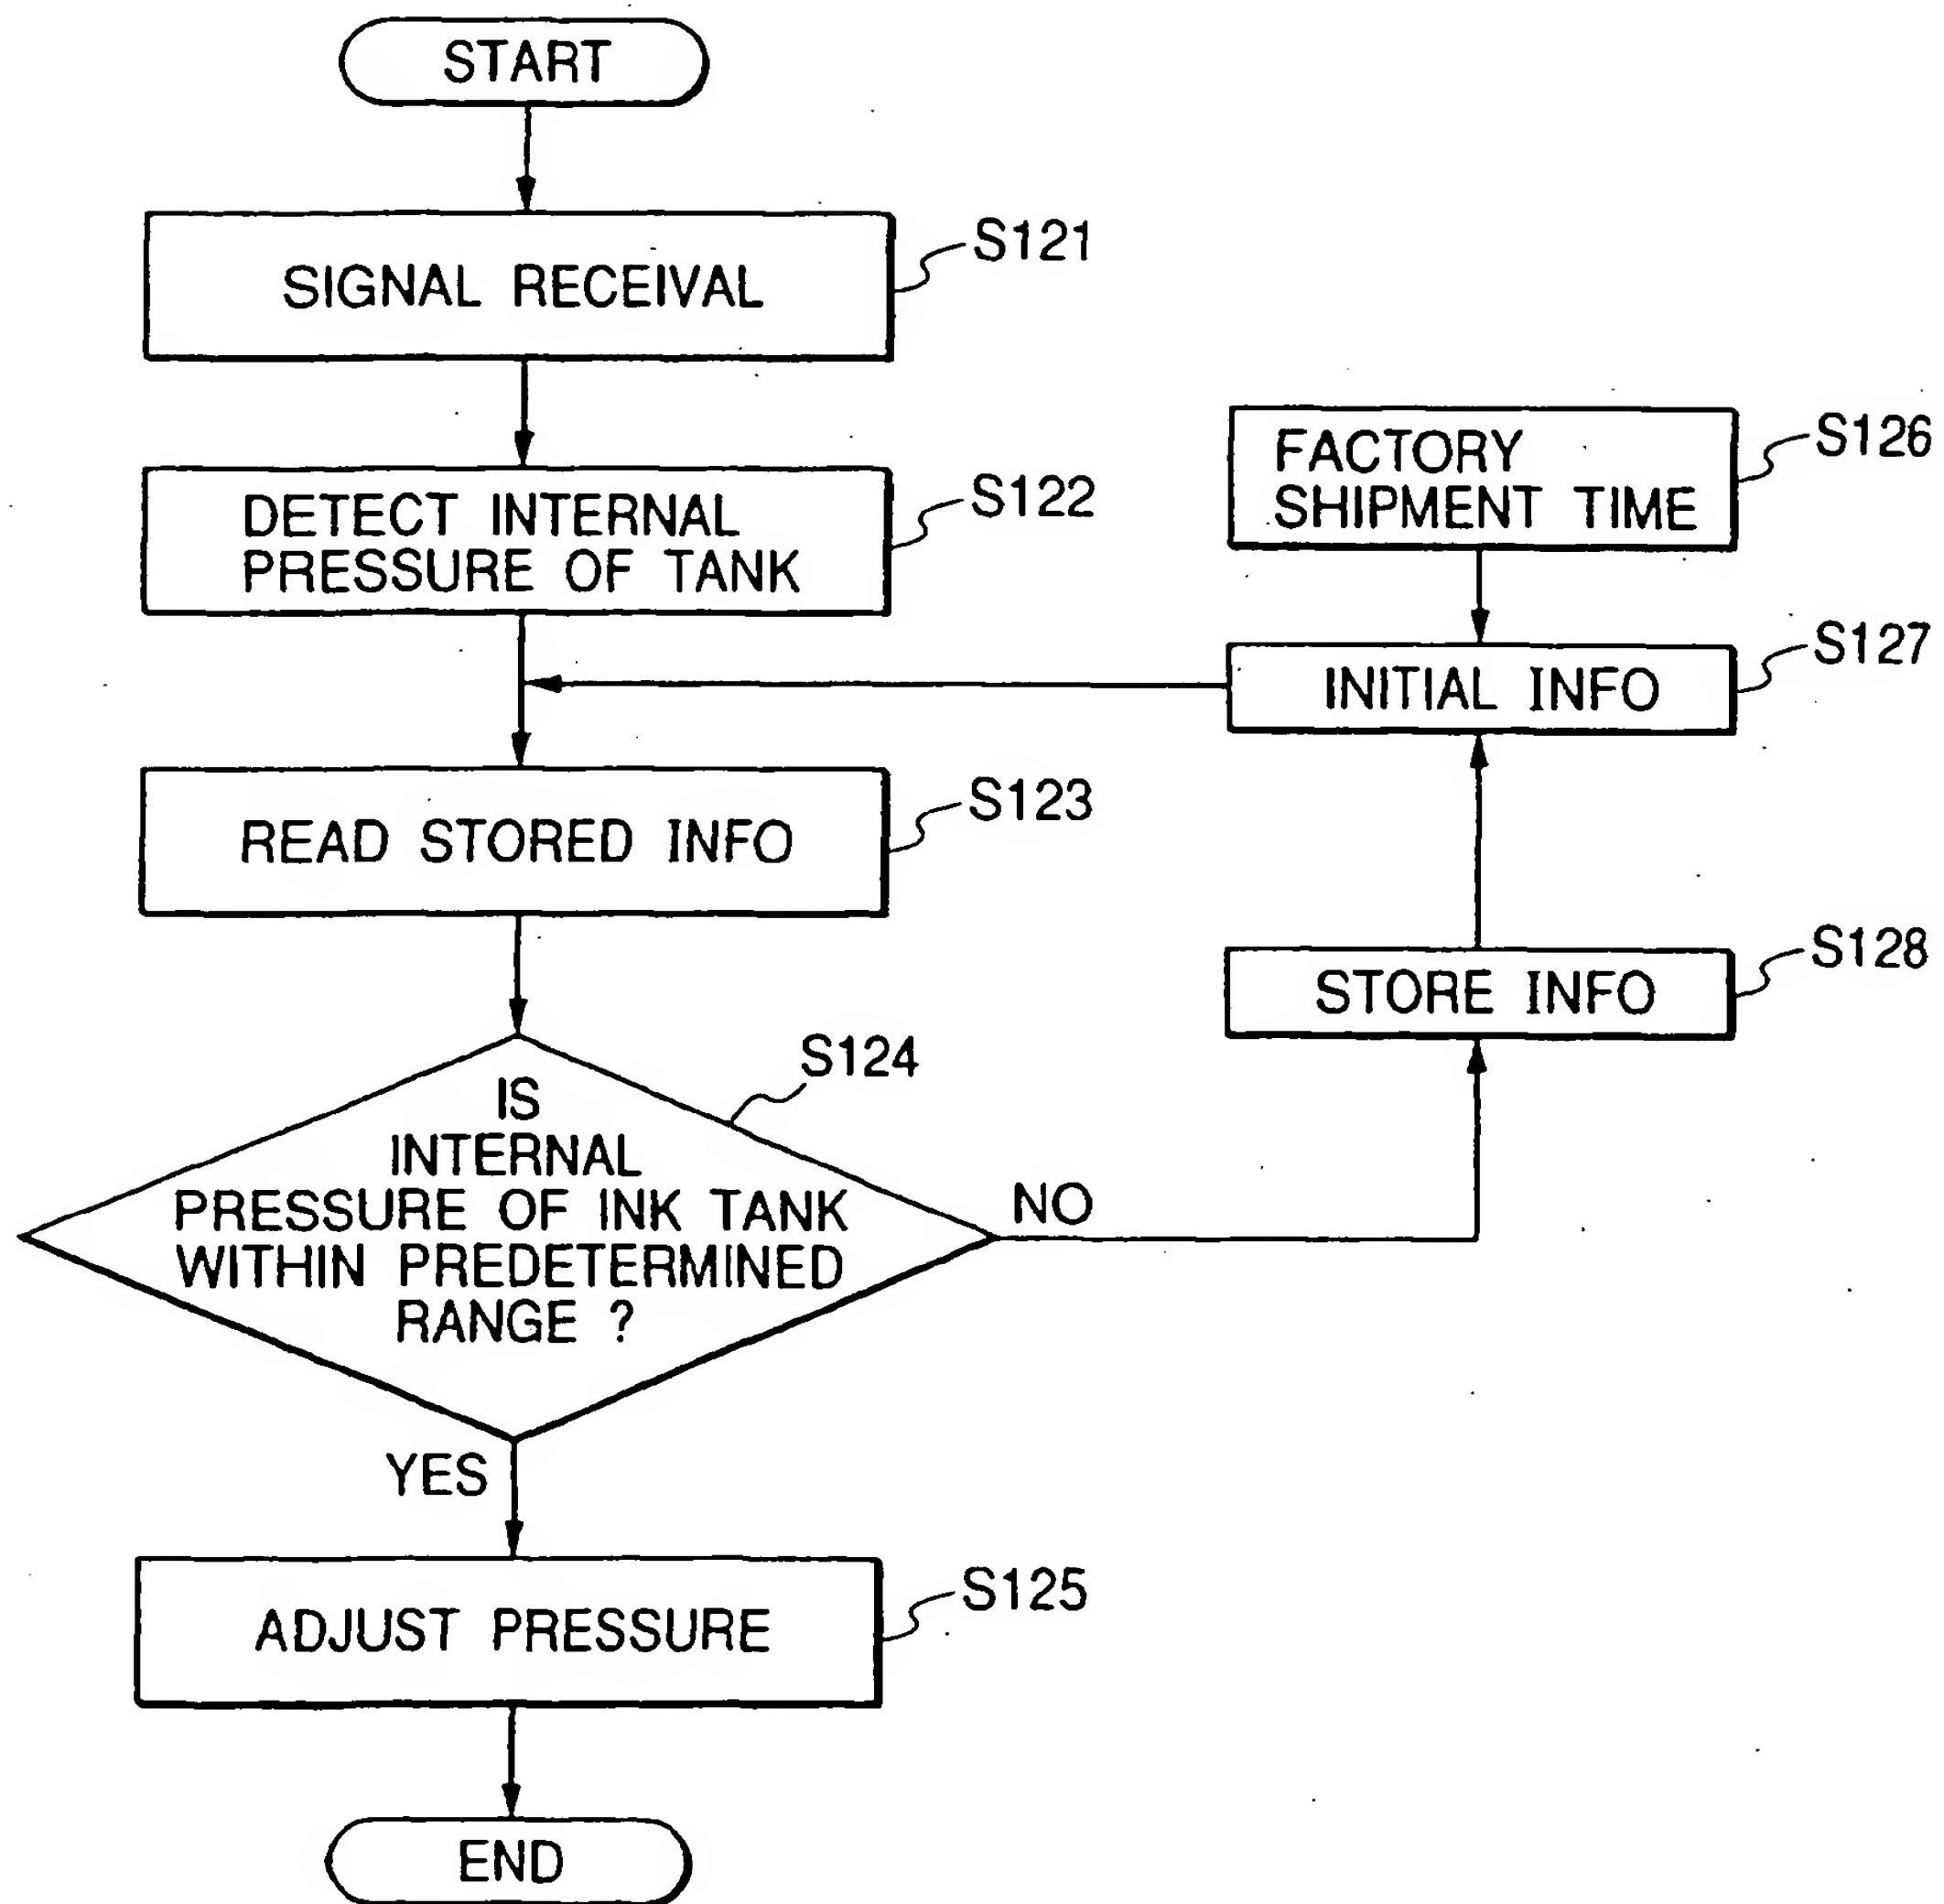 START
SIGNAL RECEIVAL
S121
DETECT INTERNAL
PRESSURE OF TANK
S122
READ STORED INFO
S123
IS
INTERNAL
PRESSURE OF INK TANK
WITHIN PREDETERMINED
RANGE ?
S124
NO
YES
ADJUST PRESSURE
S125
END
FACTORY
SHIPMENT TIME
S126
INITIAL INFO
S127
STORE INFO
S128